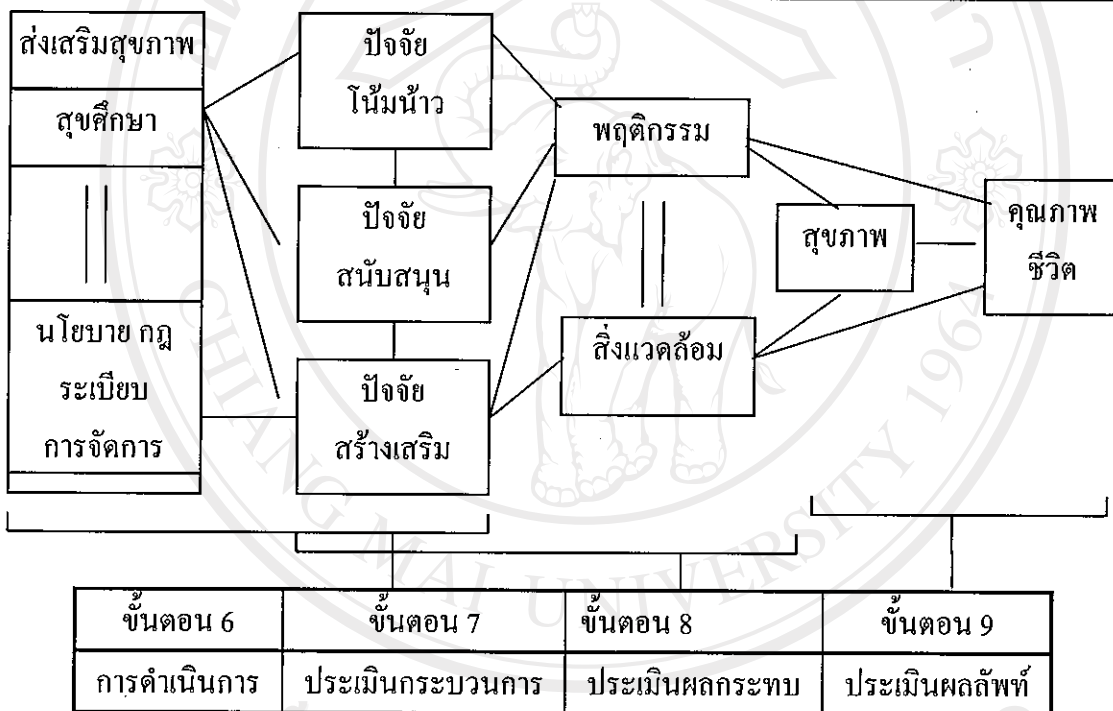 ส่งเสริมสุขภาพ
สุขศึกษา
นโยบาย กฎ
ระเบียบ
การจัดการ
ปัจจัย
โน้มน้าว
ปัจจัย
สนับสนุน
ปัจจัย
สร้างเสริม
พฤติกรรม
สิ่งแวดล้อม
สุขภาพ
คุณภาพ
ชีวิต
ขั้นตอน 6
ขั้นตอน 7
ขั้นตอน 8
ขั้นตอน 9
การดำเนินการ
ประเมินกระบวนการ
ประเมินผลกระทบ
ประเมินผลลัพท์
CHIANG MAI UNIVERSITY 1964